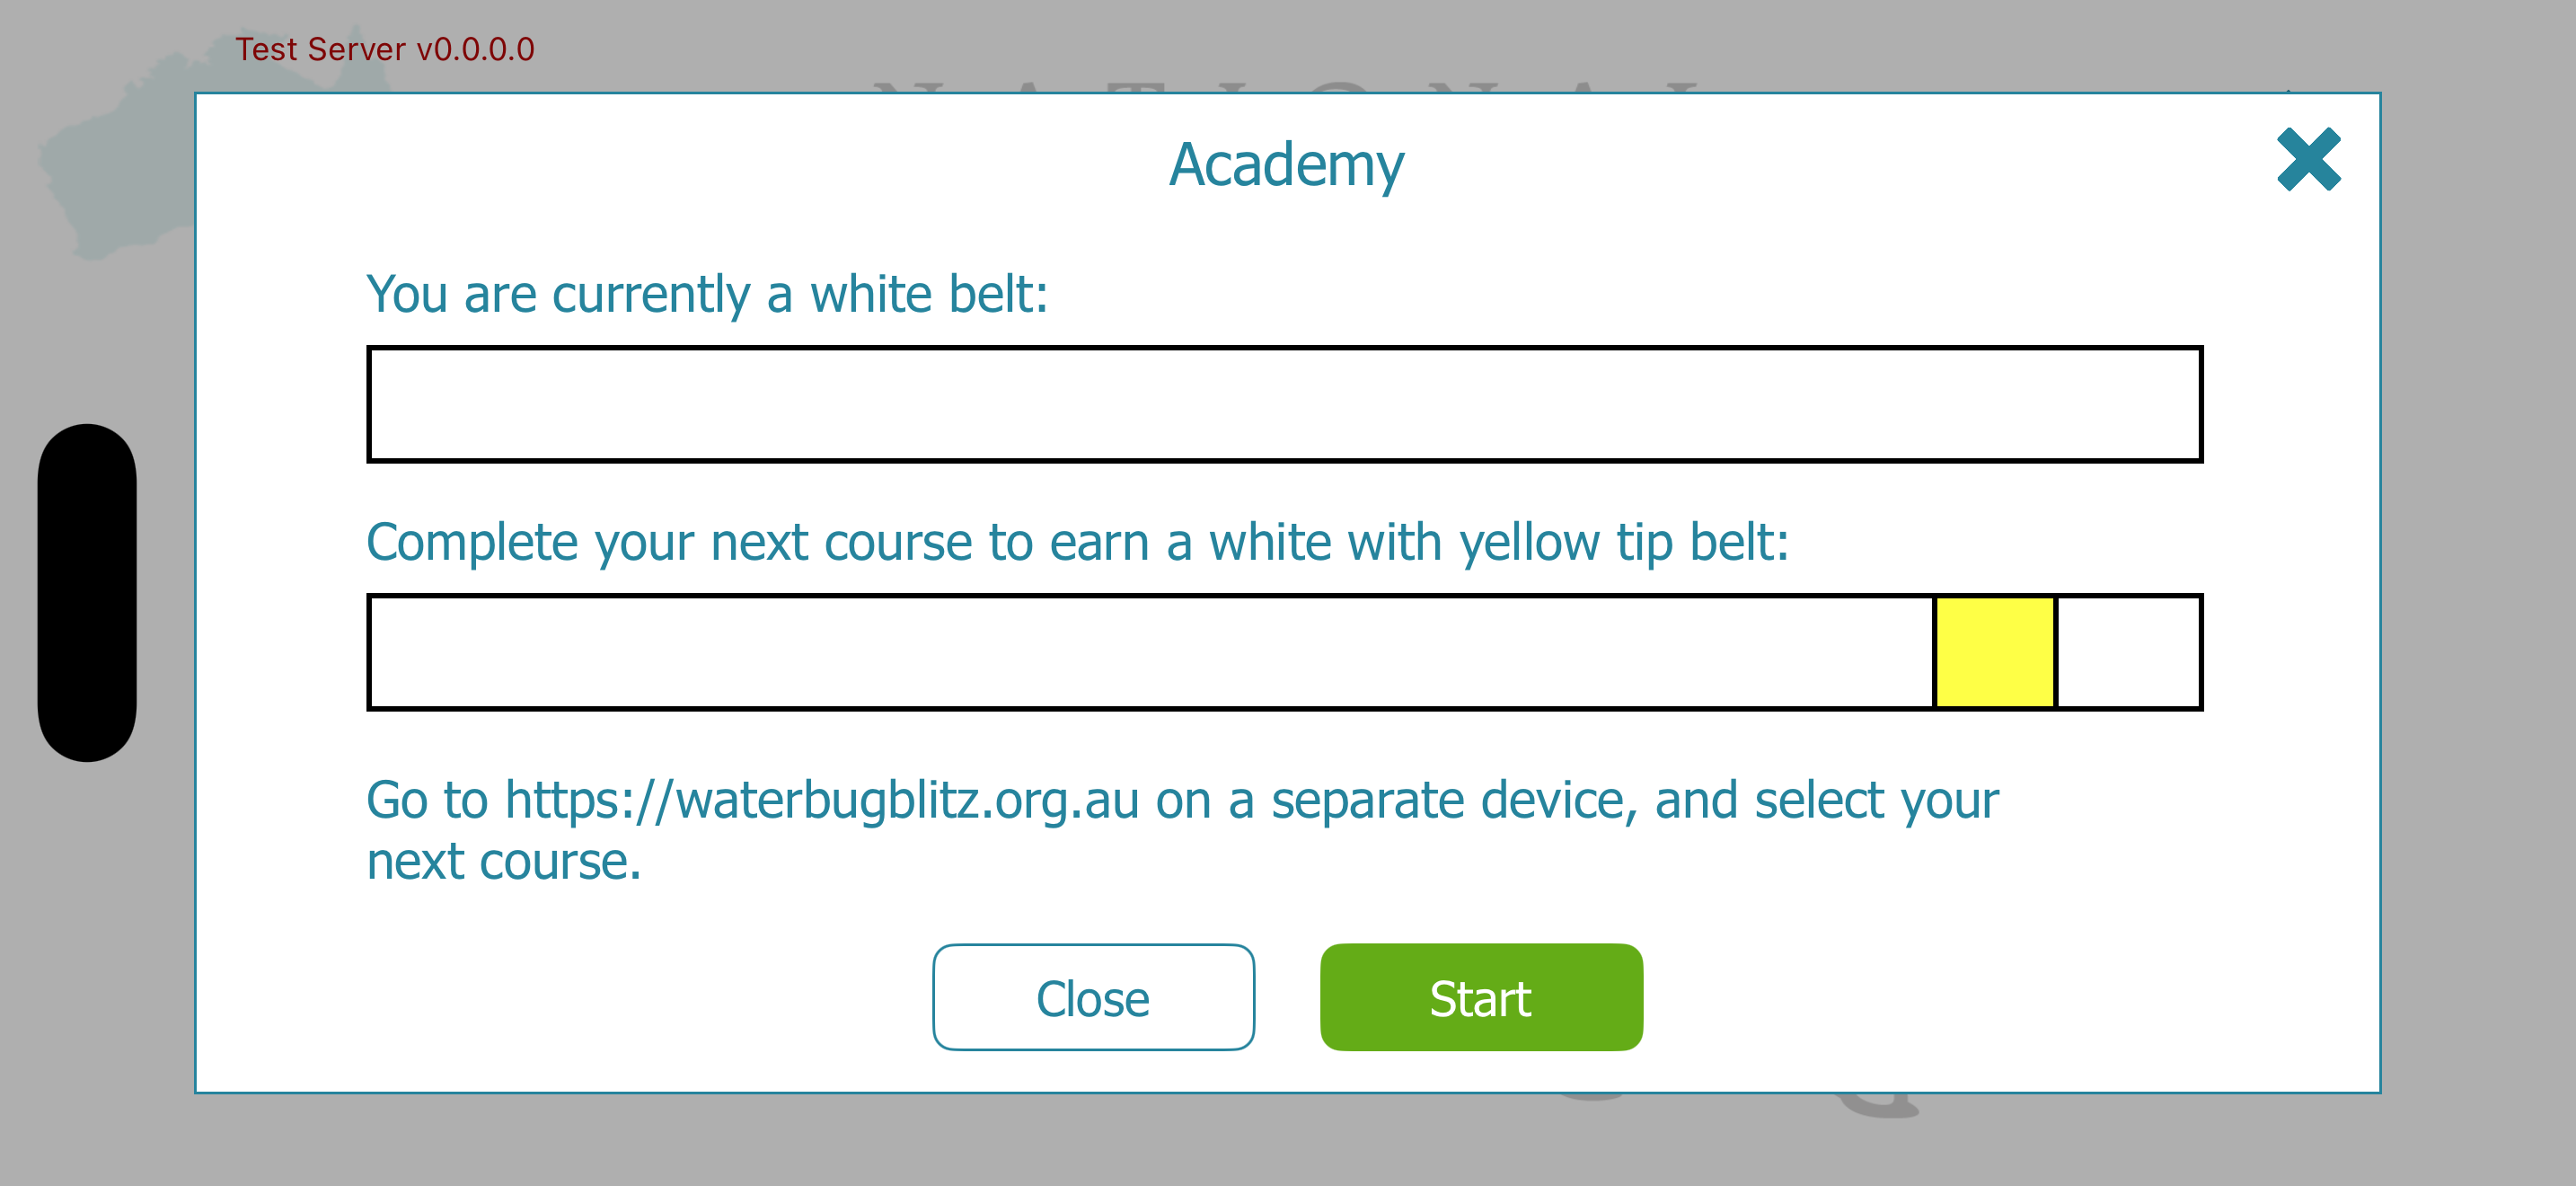 Test Server v0.0.0.0
Academy
You are currently a white belt:
Complete your next course to earn a white with yellow tip belt:
Go to https://waterbugblitz.org.au on a separate device, and select your
next course.
Close
Start